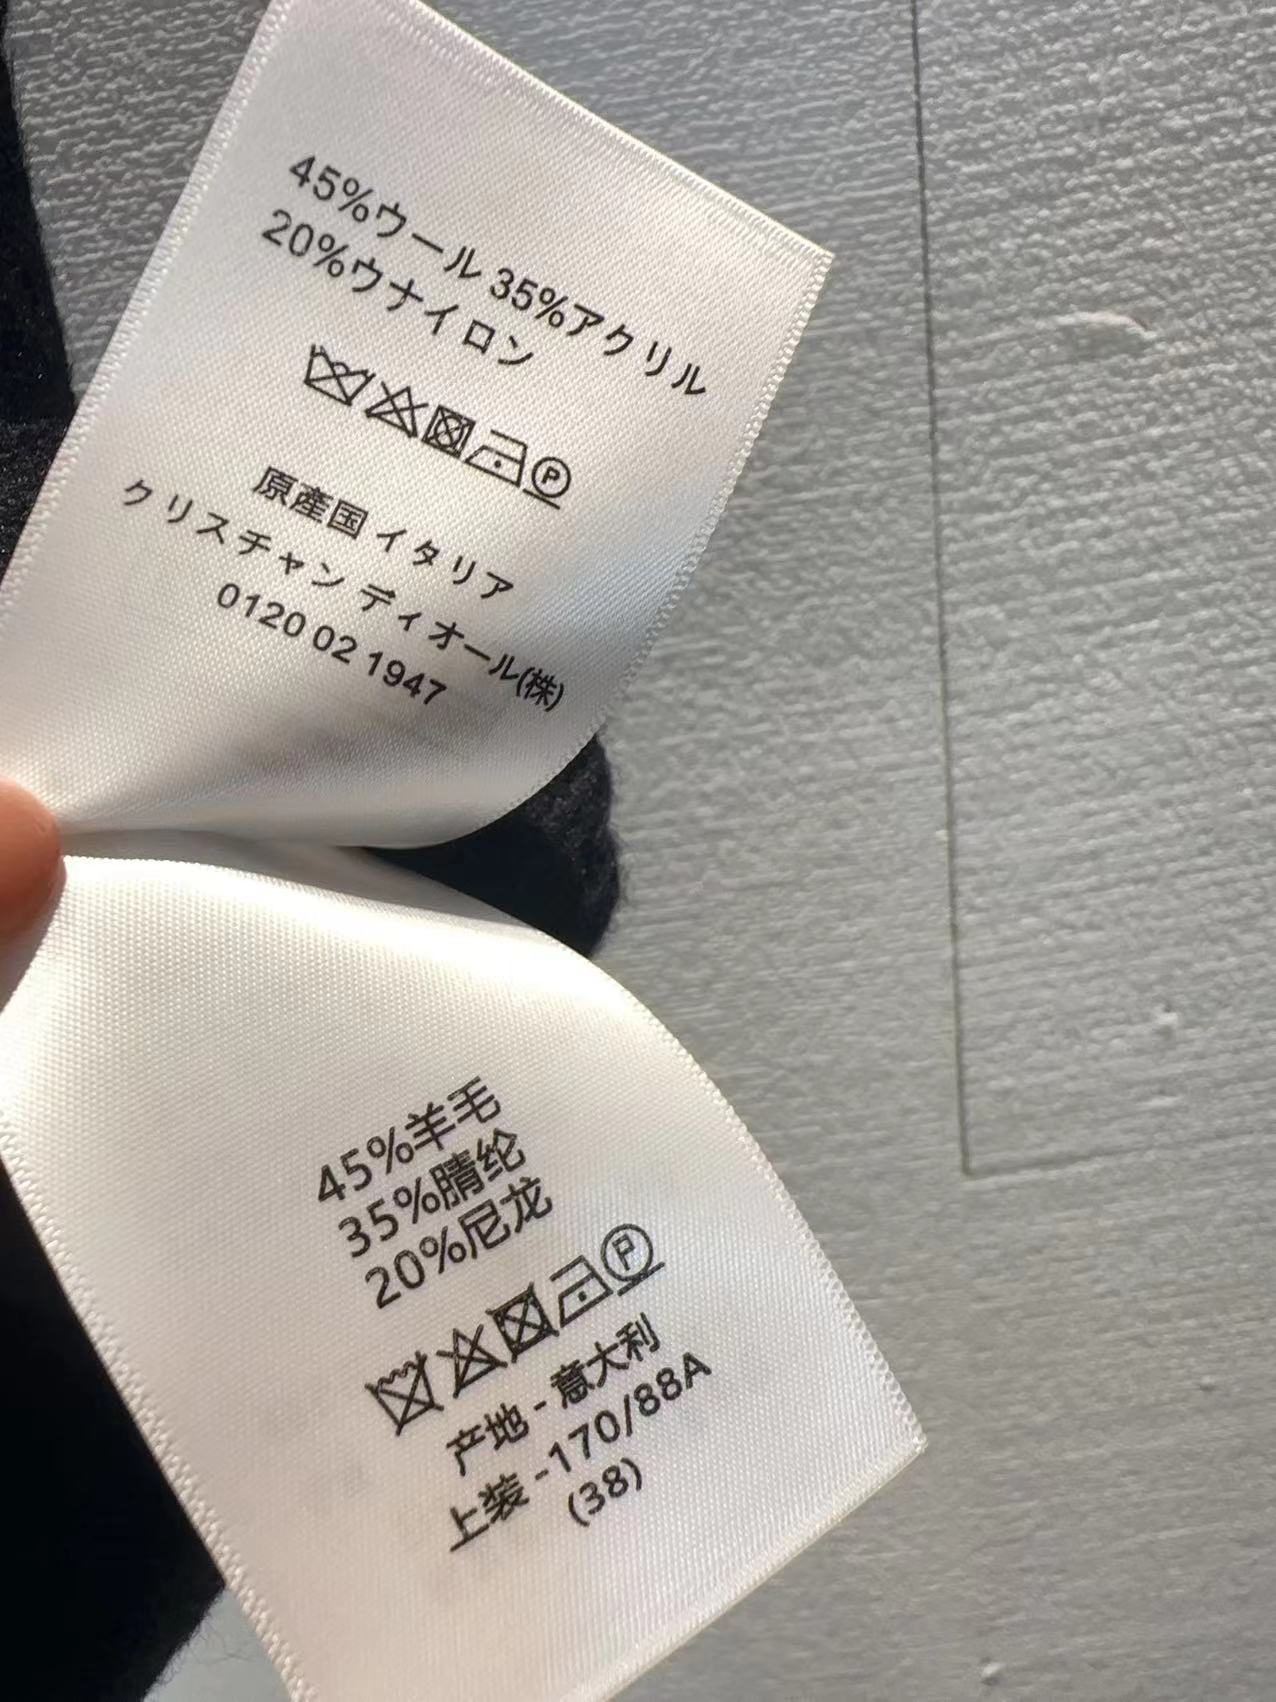 45%ウール 35%アクリル
20%ウナイロン
P
原產国 イタリア
クリスチャン ディオール(株)
0120 02 1947
45%羊毛
35%腈纶
20%尼龙
P
产地 - 意大利
上装 -170/88A
(38)